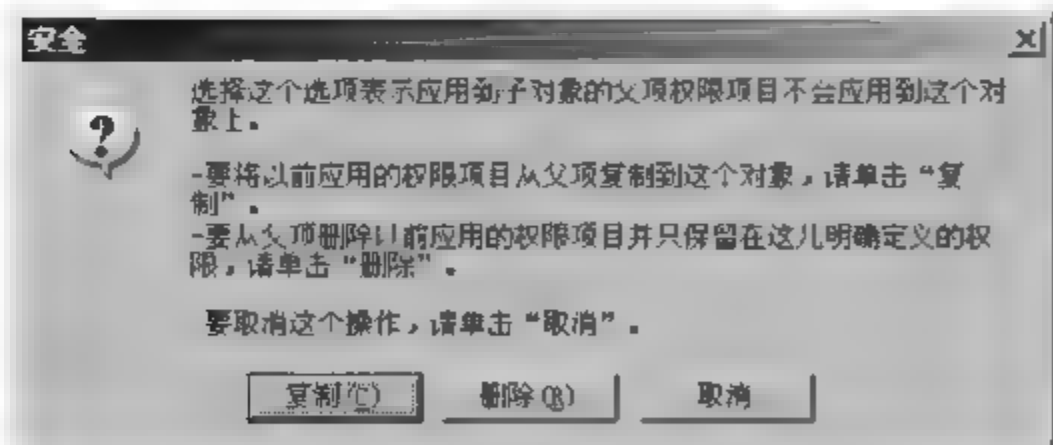 安全
选择这个选项表示应用到子对象的父项权限项目不会应用到这个对
象上。
-要将以前应用的权限项目从父项复制到这个对象，请单击“复
制”。
-要从父项删除以前应用的权限项目并只保留在这儿明确定义的权
限，请单击“删除”。
要取消这个操作，请单击“取消”。
复制(C)
删除(R)
取消